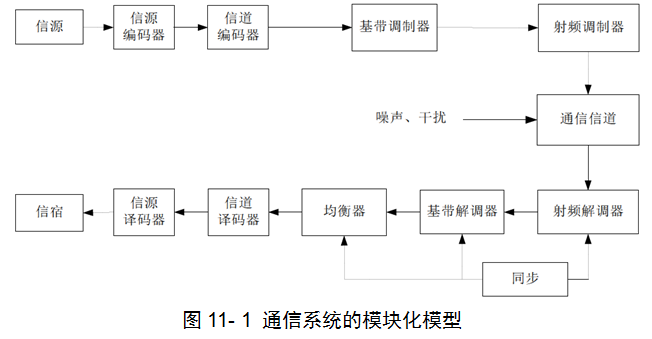 信源
信源
编码器
信道
编码器
基带调制器
射频调制器
噪声、干扰
通信信道
信宿
信源
译码器
信道
译码器
均衡器
基带解调器
射频解调器
同步
图 11- 1 通信系统的模块化模型